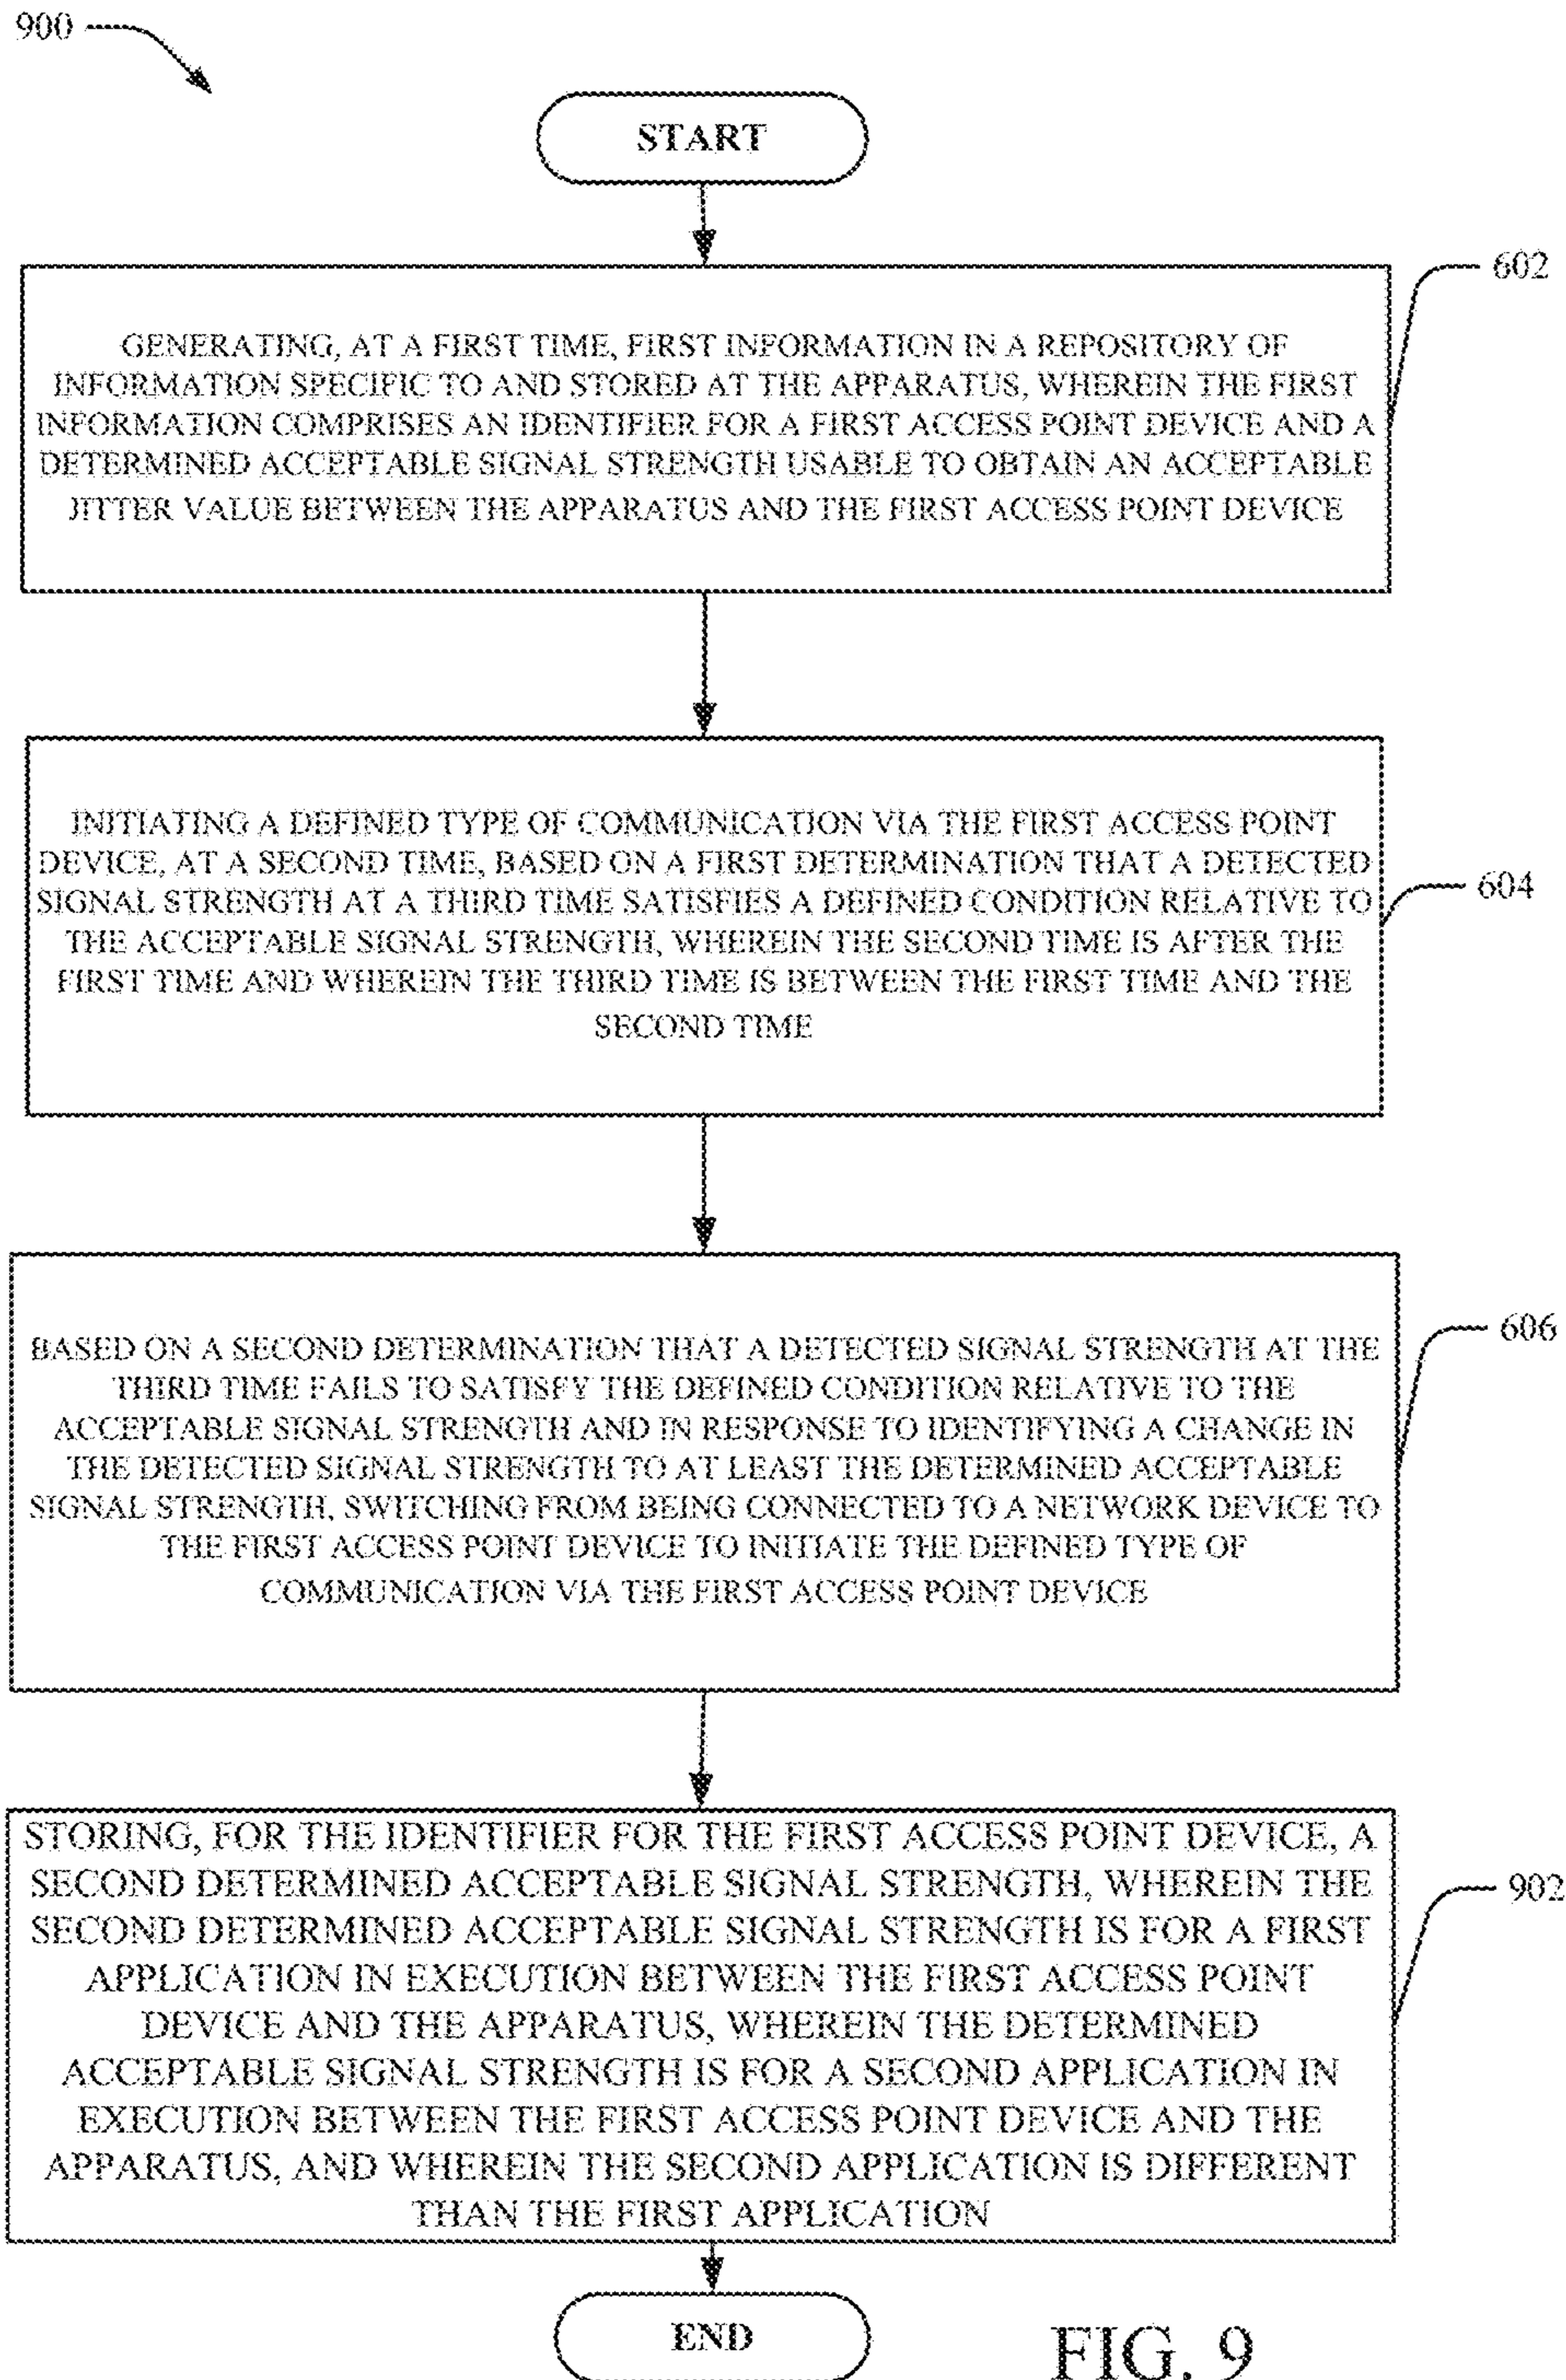 900
START
602
GENERATING, AT A FIRST TIME, FIRST INFORMATION IN A REPOSITORY OF
INFORMATION SPECIFIC TO AND STORED AT THE APPARATUS, WHEREIN THE FIRST
INFORMATION COMPRISES AN IDENTIFIER FOR A FIRST ACCESS POINT DEVICE AND A
DETERMINED ACCEPTABLE SIGNAL STRENGTH USABLE TO OBTAIN AN ACCEPTABLE
JITTER VALUE BETWEEN THE APPARATUS AND THE FIRST ACCESS POINT DEVICE
INITIATING A DEFINED TYPE OF COMMUNICATION VIA THE FIRST ACCESS POINT
DEVICE, AT A SECOND TIME, BASED ON A FIRST DETERMINATION THAT A DETECTED
SIGNAL STRENGTH AT A THIRD TIME SATISFIES A DEFINED CONDITION RELATIVE TO
THE ACCEPTABLE SIGNAL STRENGTH, WHEREIN THE SECOND TIME IS AFTER THE
FIRST TIME AND WHEREIN THE THIRD TIME IS BETWEEN THE FIRST TIME AND THE
SECOND TIME
604
BASED ON A SECOND DETERMINATION THAT A DETECTED SIGNAL STRENGTH AT THE
THIRD TIME FAILS TO SATISFY THE DEFINED CONDITION RELATIVE TO THE
ACCEPTABLE SIGNAL STRENGTH AND IN RESPONSE TO IDENTIFYING A CHANGE IN
THE DETECTED SIGNAL STRENGTH TO AT LEAST THE DETERMINED ACCEPTABLE
SIGNAL STRENGTH, SWITCHING FROM BEING CONNECTED TO A NETWORK DEVICE TO
THE FIRST ACCESS POINT DEVICE TO INITIATE THE DEFINED TYPE OF
COMMUNICATION VIA THE FIRST ACCESS POINT DEVICE
606
STORING, FOR THE IDENTIFIER FOR THE FIRST ACCESS POINT DEVICE, A
SECOND DETERMINED ACCEPTABLE SIGNAL STRENGTH, WHEREIN THE
SECOND DETERMINED ACCEPTABLE SIGNAL STRENGTH IS FOR A FIRST
APPLICATION IN EXECUTION BETWEEN THE FIRST ACCESS POINT
DEVICE AND THE APPARATUS, WHEREIN THE DETERMINED
ACCEPTABLE SIGNAL STRENGTH IS FOR A SECOND APPLICATION IN
EXECUTION BETWEEN THE FIRST ACCESS POINT DEVICE AND THE
APPARATUS, AND WHEREIN THE SECOND APPLICATION IS DIFFERENT
THAN THE FIRST APPLICATION
902
END
FIG. 9